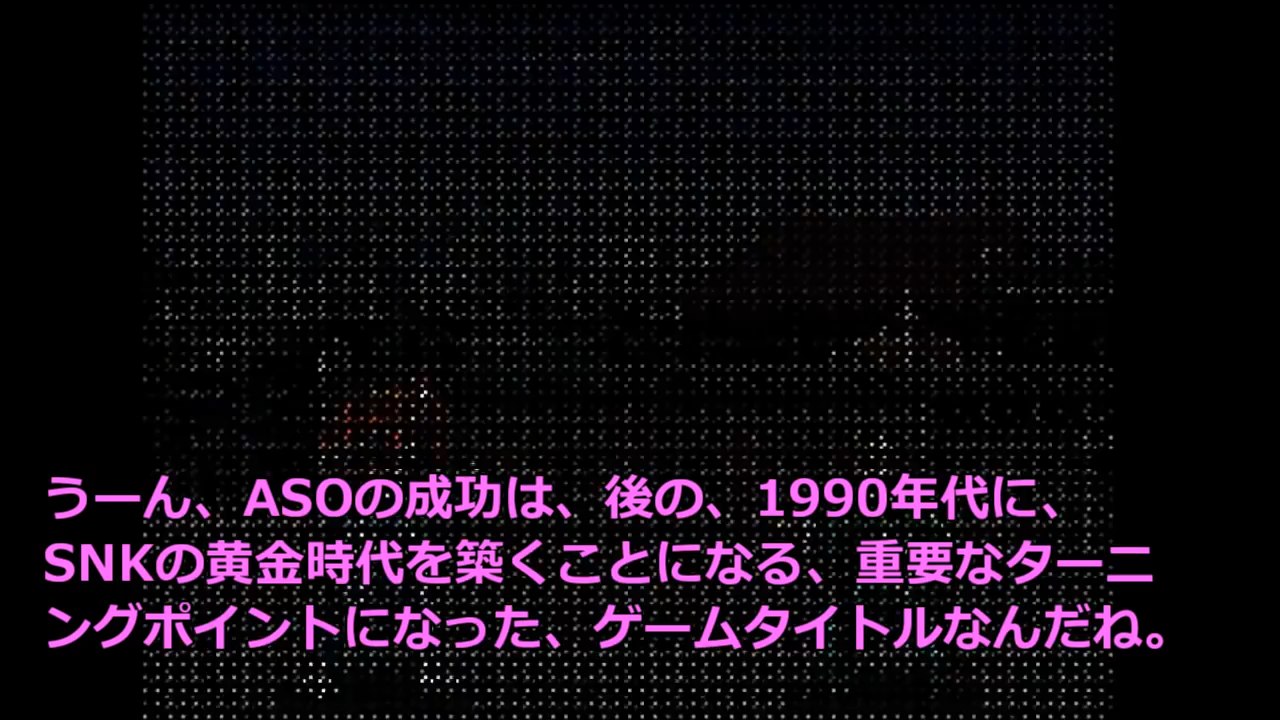 うーん、ASOの成功は、後の、1990年代に、
SNKの黄金時代を築くことになる、重要なターニ
ングポイントになった、ゲームタイトルなんだね。